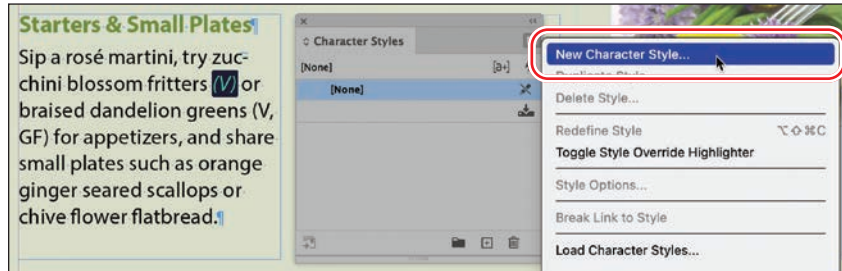 Starters & Small Plates¶
Sip a rosé martini, try zuc-
chini blossom fritters (V) or
braised dandelion greens (V,
GF) for appetizers, and share
small plates such as orange
ginger seared scallops or
chive flower flatbread.¶
Character Styles
[None]
[a+]
[None]
New Character Style...
Duplicate Style...
Delete Style...
Redefine Style ⌥⇧⌘C
Toggle Style Override Highlighter
Style Options...
Break Link to Style
Load Character Styles...